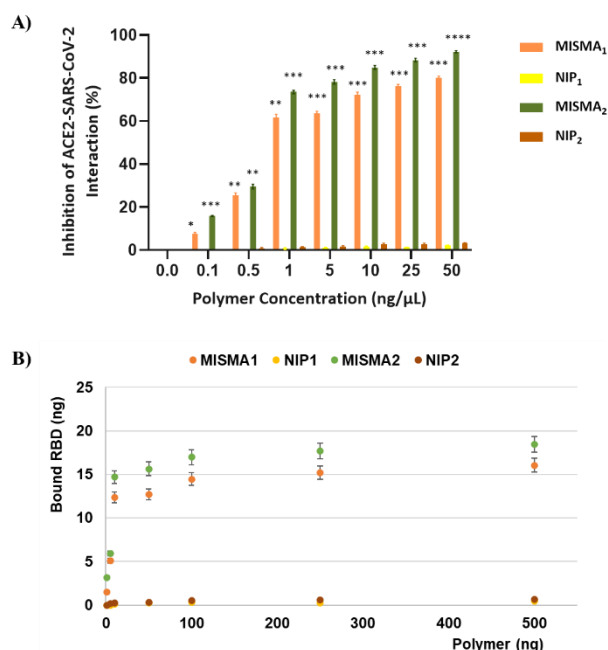 A)
Inhibition of ACE2-SARS-CoV-2
Interaction (%)
100
80
60
40
20
0
*
***
**
**
**
***
***
***
***
***
***
***
***
****
0.0
0.1
0.5
1
5
10
25
50
Polymer Concentration (ng/µL)
MISMA₁
NIP₁
MISMA₂
NIP₂
B)
MISMA1 NIP1 MISMA2 NIP2
Bound RBD (ng)
25
20
15
10
5
0
0 100 200 300 400 500
Polymer (ng)